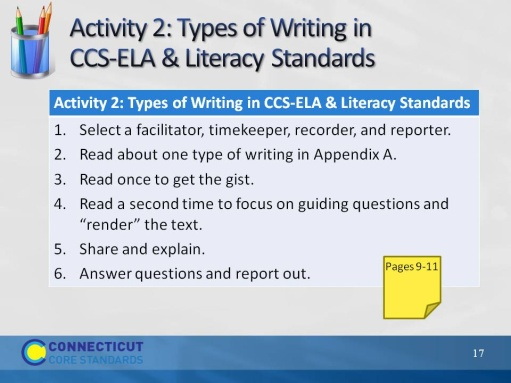 Activity 2: Types of Writing in
CCS-ELA & Literacy Standards
Activity 2: Types of Writing in CCS-ELA & Literacy Standards
1. Select a facilitator, timekeeper, recorder, and reporter.
2. Read about one type of writing in Appendix A.
3. Read once to get the gist.
4. Read a second time to focus on guiding questions and
“render” the text.
5. Share and explain.
6. Answer questions and report out.
Pages 9-11
CONNECTICUT
CORE STANDARDS
17